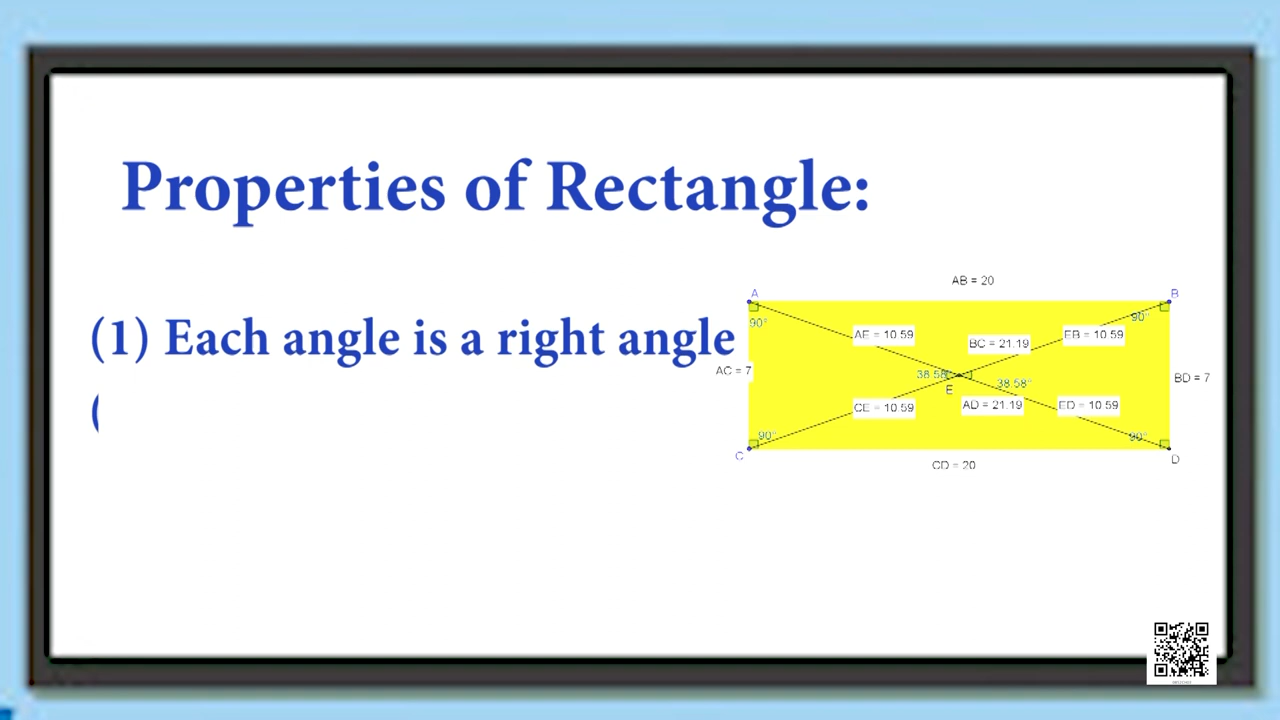 Properties of Rectangle:
(1) Each angle is a right angle
(
AB = 20
A
B
90°
90°
AE = 10.59
BC = 21.19
EB = 10.59
AC = 7
38.58°
38.58°
BD = 7
E
CE = 10.59
AD = 21.19
ED = 10.59
90°
90°
C
D
CD = 20